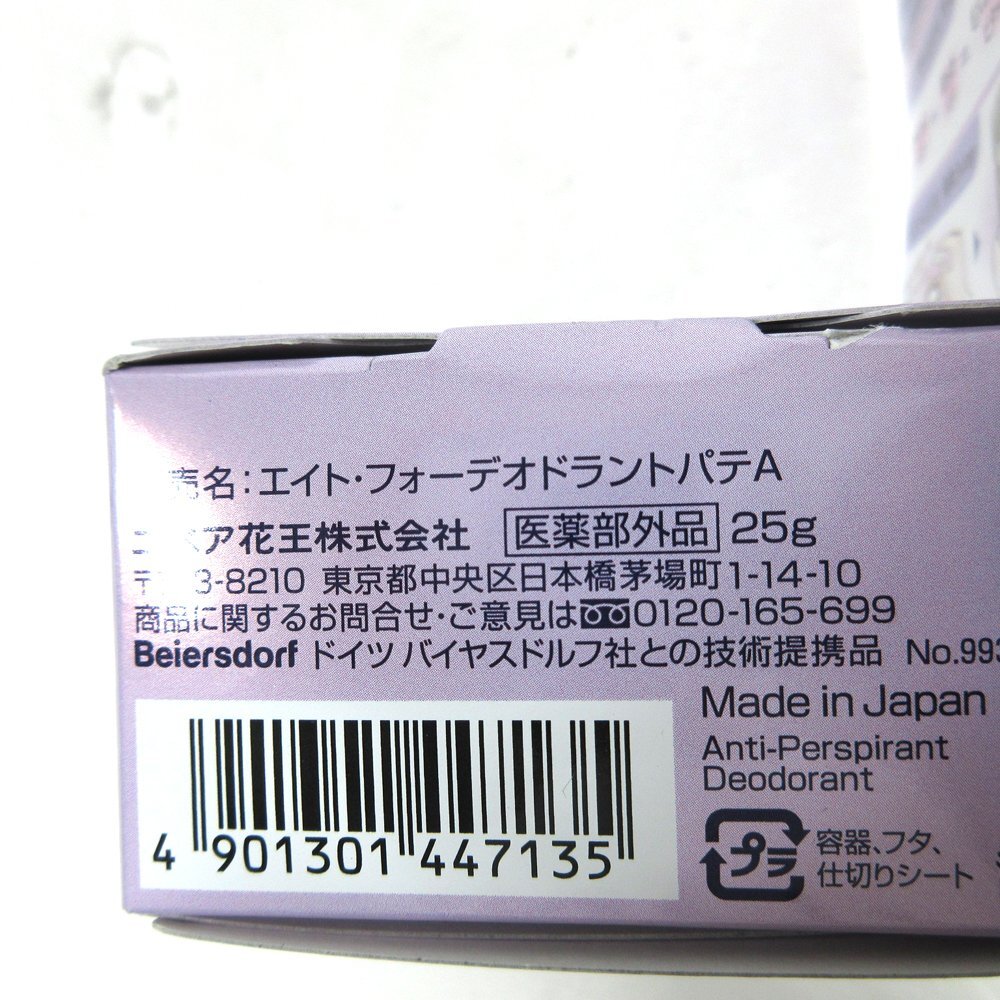 売名：エイト・フォーデオドラントパテA
ア花王株式会社 医薬部外品 25g
3-8210 東京都中央区日本橋茅場町1-14-10
商品に関するお問合せ・ご意見は 0120-165-699
Beiersdorf ドイツ バイヤスドルフ社との技術提携品 No.993
Made in Japan
Anti-Perspirant
Deodorant
4 901301 447135
プラ 容器、フタ、
仕切りシート